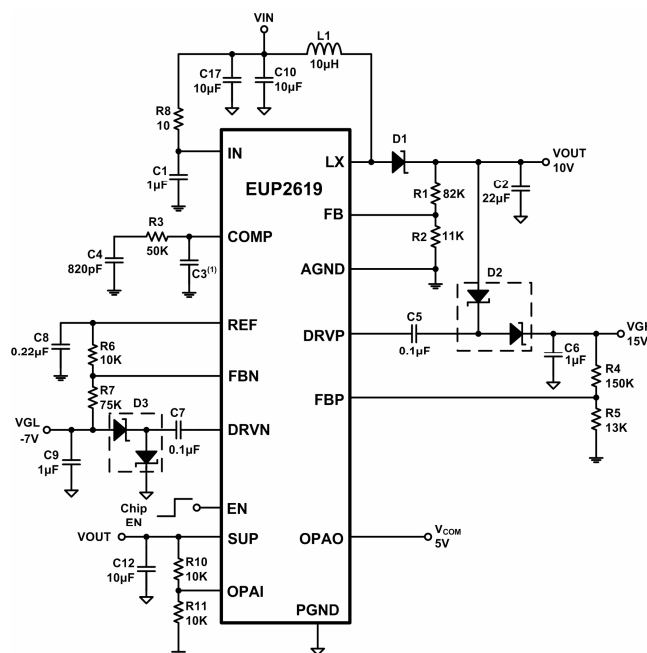 VIN
L1
10µH
C17
10µF
C10
10µF
R8
10
C1
1µF
IN
EUP2619
LX
D1
VOUT
10V
R1
82K
C2
22µF
FB
R2
11K
AGND
R3
50K
COMP
C4
820pF
C3(1)
D2
REF
C8
0.22µF
R6
10K
DRVP
C5
0.1µF
VGH
15V
C6
1µF
FBN
R7
75K
R4
150K
FBP
D3
C7
0.1µF
VGL
-7V
DRVN
R5
13K
C9
1µF
Chip
EN
EN
VOUT
SUP
OPAO
VCOM
5V
C12
10µF
R10
10K
OPAI
R11
10K
PGND